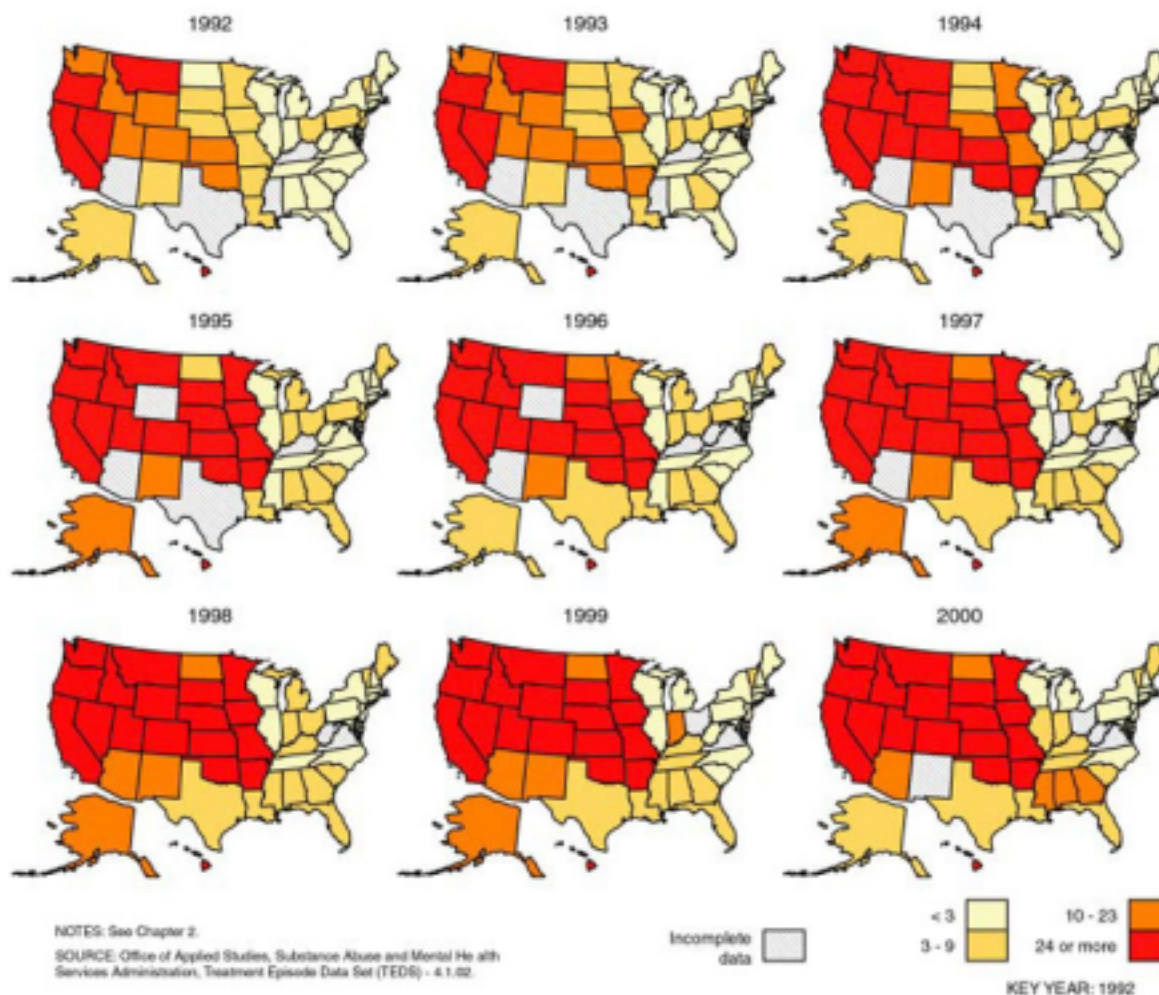 1992
1993
1994
1995
1996
1997
1998
1999
2000
NOTES: See Chapter 2.
SOURCE: Office of Applied Studies, Substance Abuse and Mental He alth
Services Administration, Treatment Episode Data Set (TEDS) - 4.1.02.
Incomplete
data
< 3
3 - 9
10 - 23
24 or more
KEY YEAR: 1992